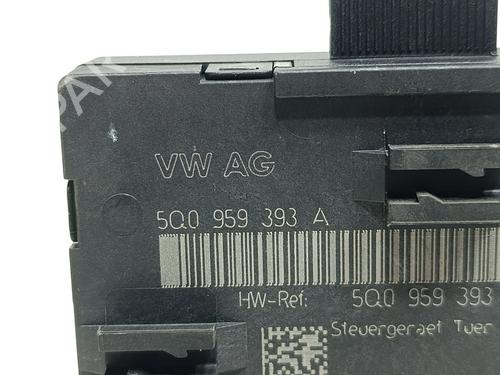 VW AG
5Q0 959 393 A
HW-Ref: 5Q0 959 393
Steuergeraet Tuer